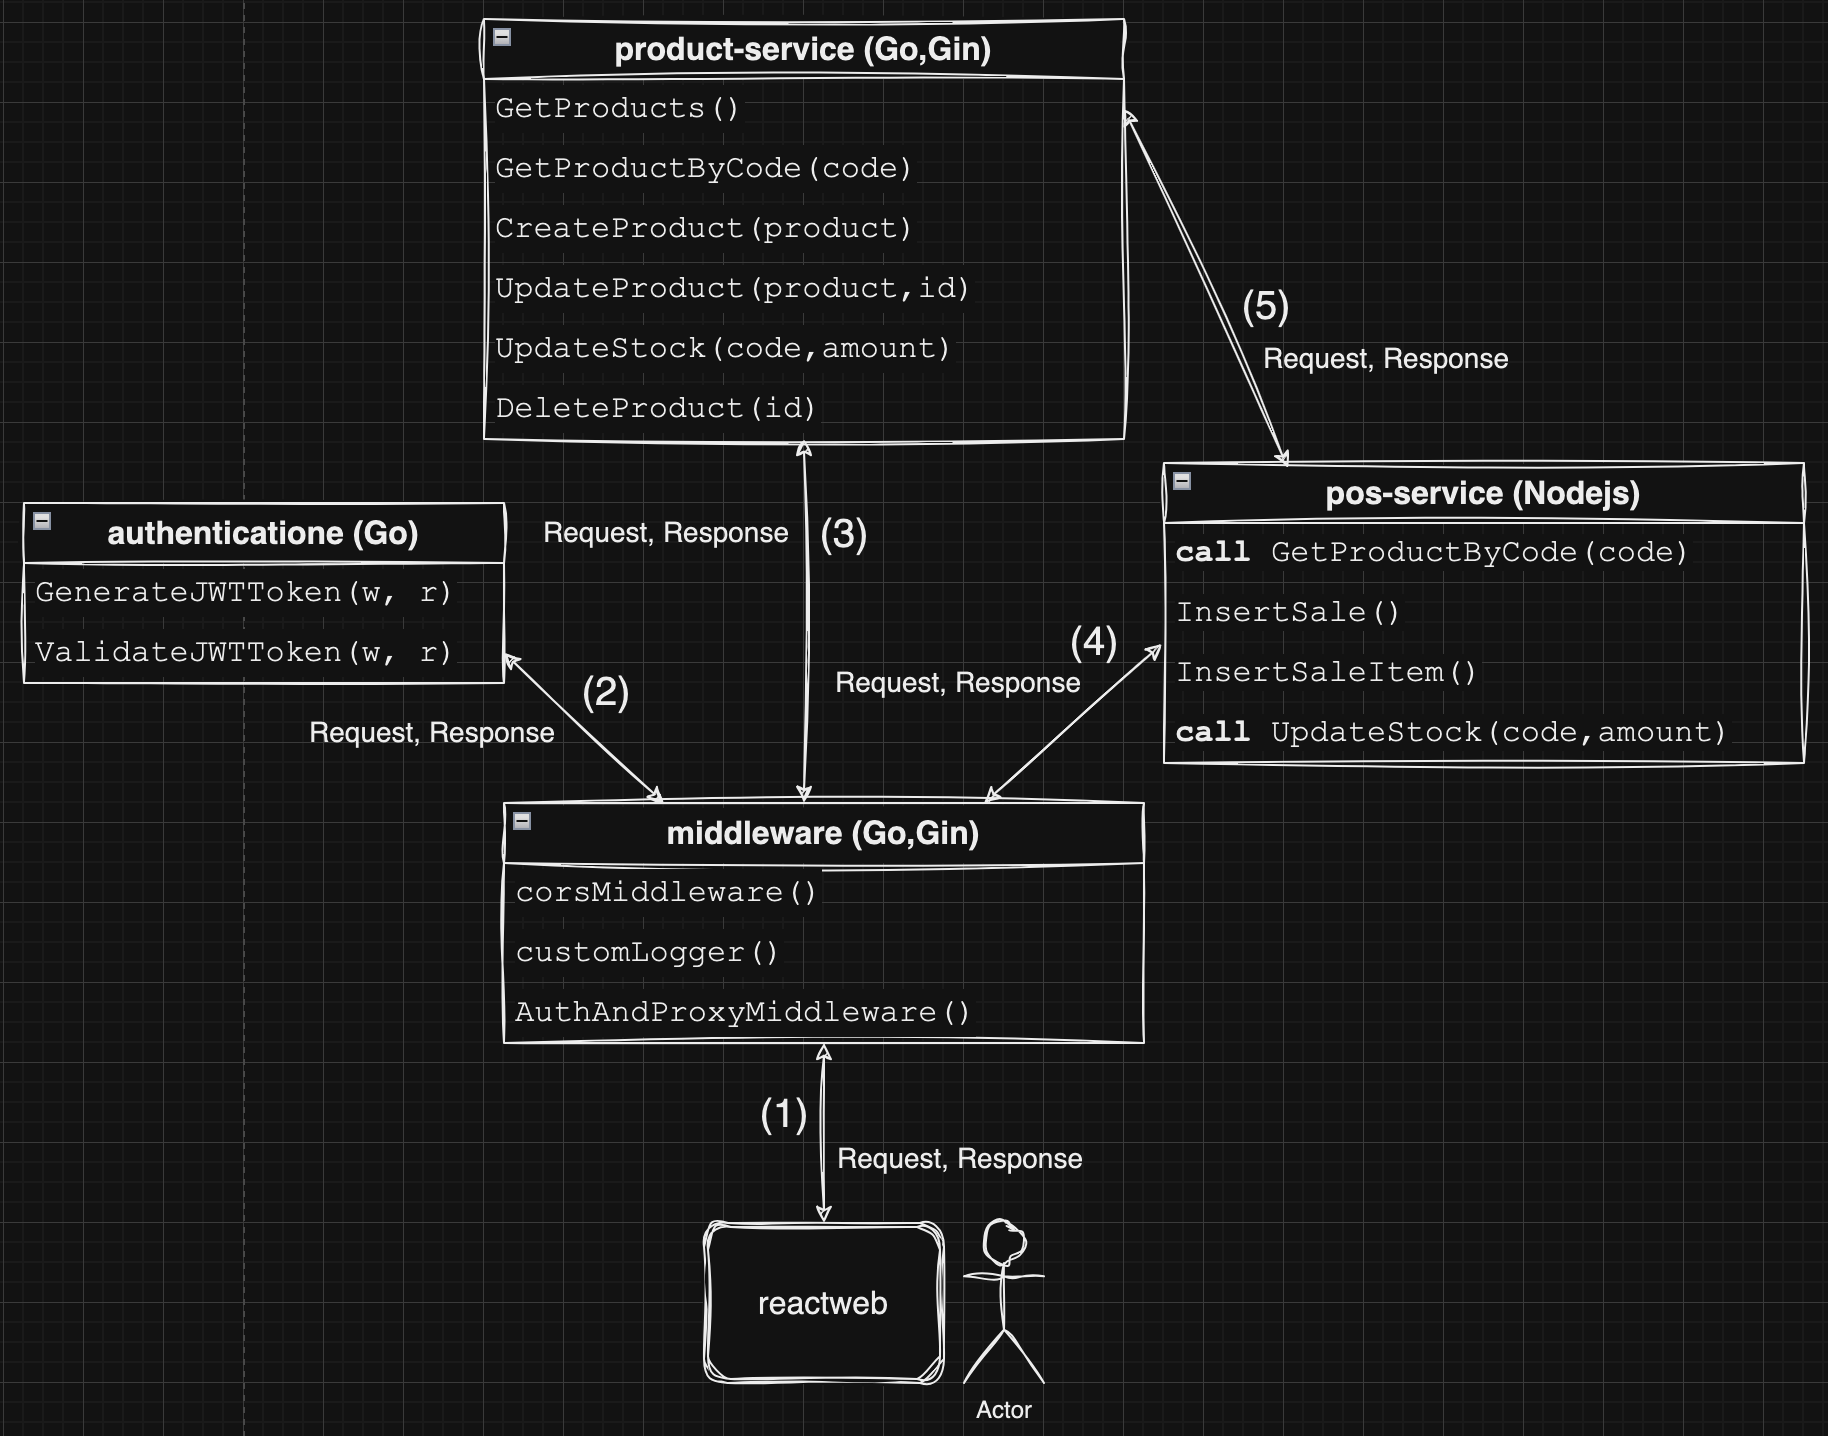 product-service (Go,Gin)
GetProducts()
GetProductByCode(code)
CreateProduct(product)
UpdateProduct(product,id)
UpdateStock(code,amount)
DeleteProduct(id)
(5)
Request, Response
authenticatione (Go)
GenerateJWTToken(w, r)
ValidateJWTToken(w, r)
Request, Response
(3)
pos-service (Nodejs)
call GetProductByCode(code)
InsertSale()
InsertSaleItem()
call UpdateStock(code,amount)
(4)
Request, Response
(2)
Request, Response
middleware (Go,Gin)
corsMiddleware()
customLogger()
AuthAndProxyMiddleware()
(1)
Request, Response
reactweb
Actor